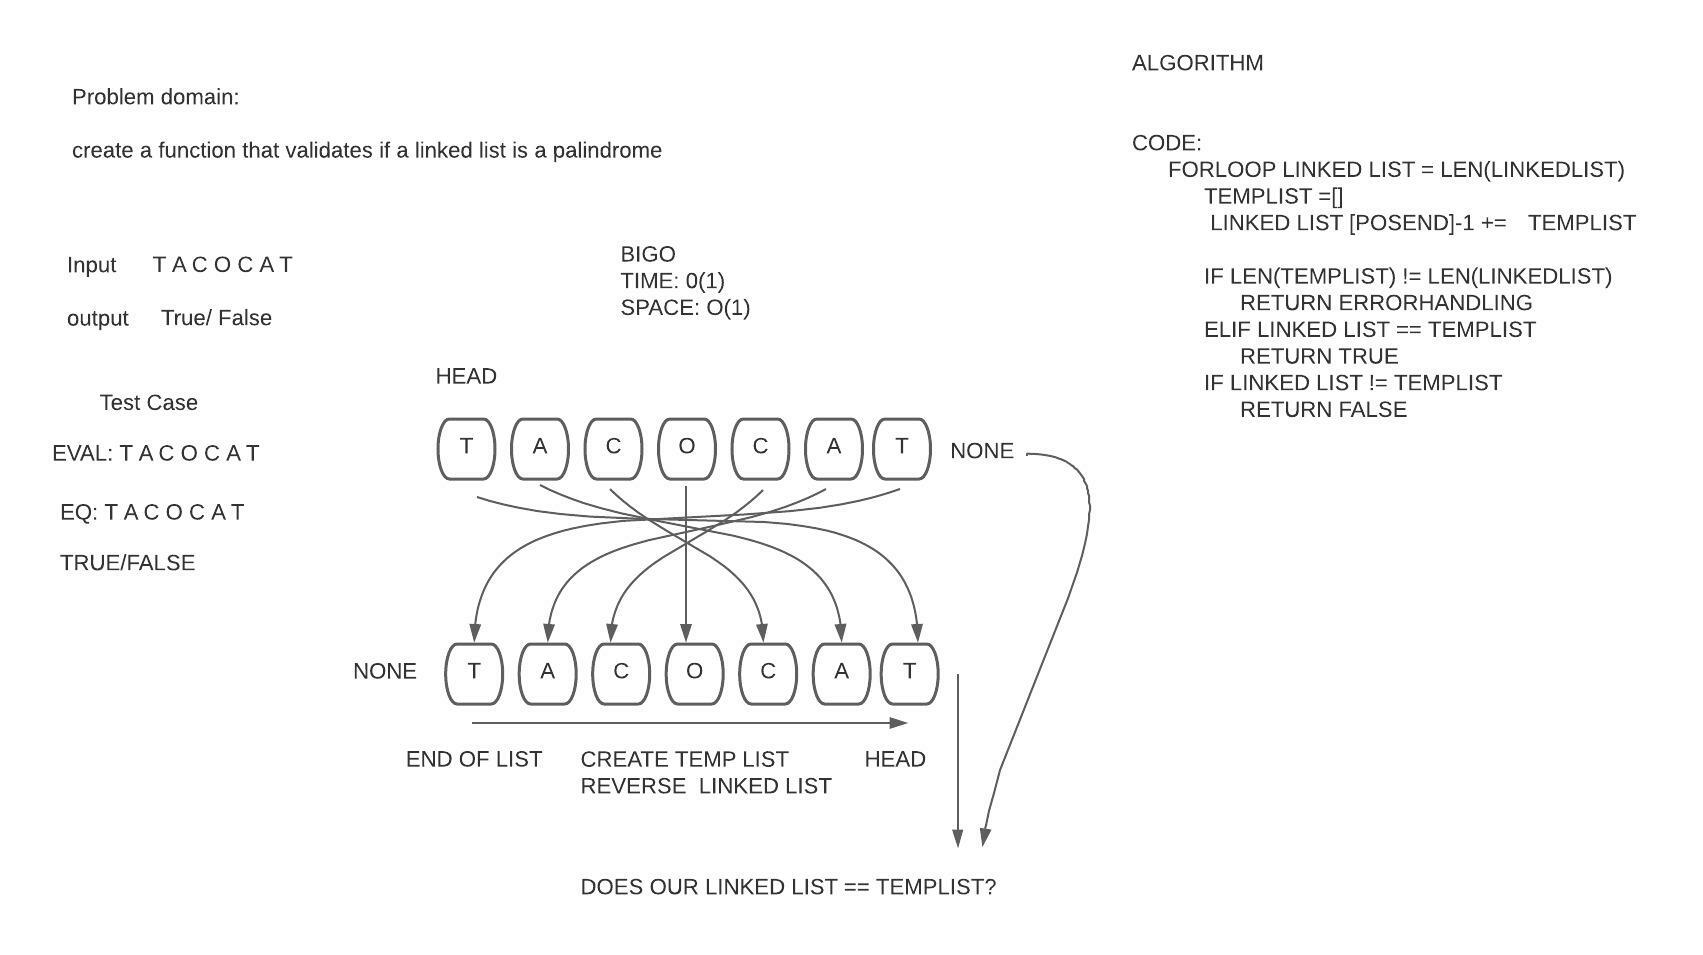 Problem domain:
create a function that validates if a linked list is a palindrome
Input T A C O C A T
output True/ False
Test Case
EVAL: T A C O C A T
EQ: T A C O C A T
TRUE/FALSE
BIGO
TIME: 0(1)
SPACE: O(1)
HEAD
T A C O C A T NONE
NONE T A C O C A T
END OF LIST CREATE TEMP LIST HEAD
REVERSE LINKED LIST
DOES OUR LINKED LIST == TEMPLIST?
ALGORITHM
CODE:
FORLOOP LINKED LIST = LEN(LINKEDLIST)
TEMPLIST =[]
LINKED LIST [POSEND]-1 += TEMPLIST
IF LEN(TEMPLIST) != LEN(LINKEDLIST)
RETURN ERRORHANDLING
ELIF LINKED LIST == TEMPLIST
RETURN TRUE
IF LINKED LIST != TEMPLIST
RETURN FALSE